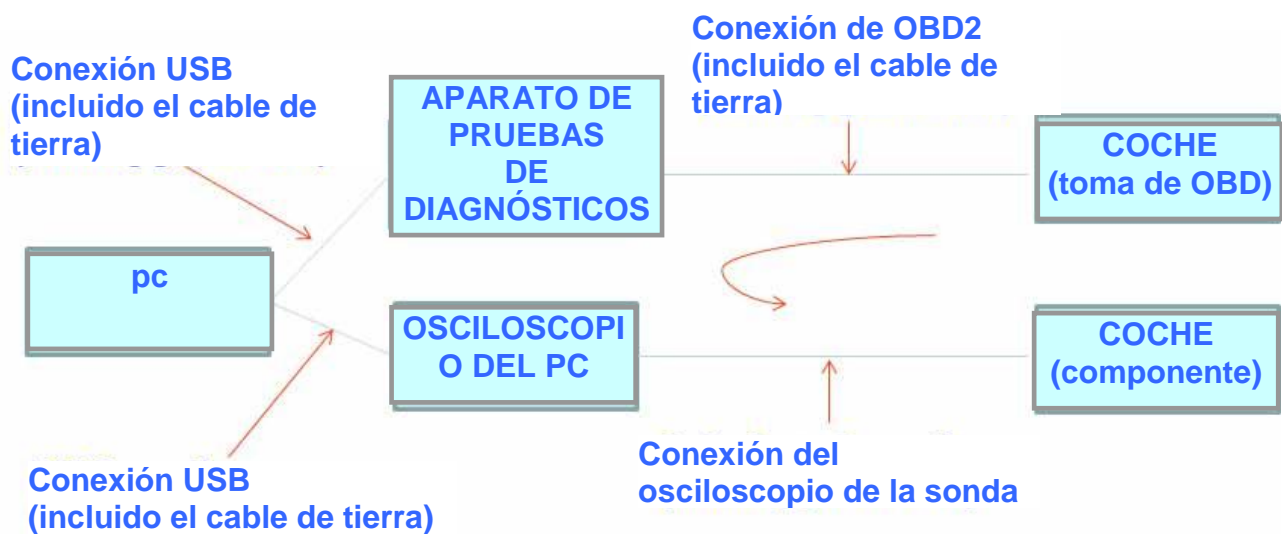 Conexión USB
(incluido el cable de
tierra)
APARATO DE
PRUEBAS
DE
DIAGNÓSTICOS
Conexión de OBD2
(incluido el cable de
tierra)
COCHE
(toma de OBD)
pc
OSCILOSCOPI
O DEL PC
COCHE
(componente)
Conexión USB
(incluido el cable de tierra)
Conexión del
osciloscopio de la sonda